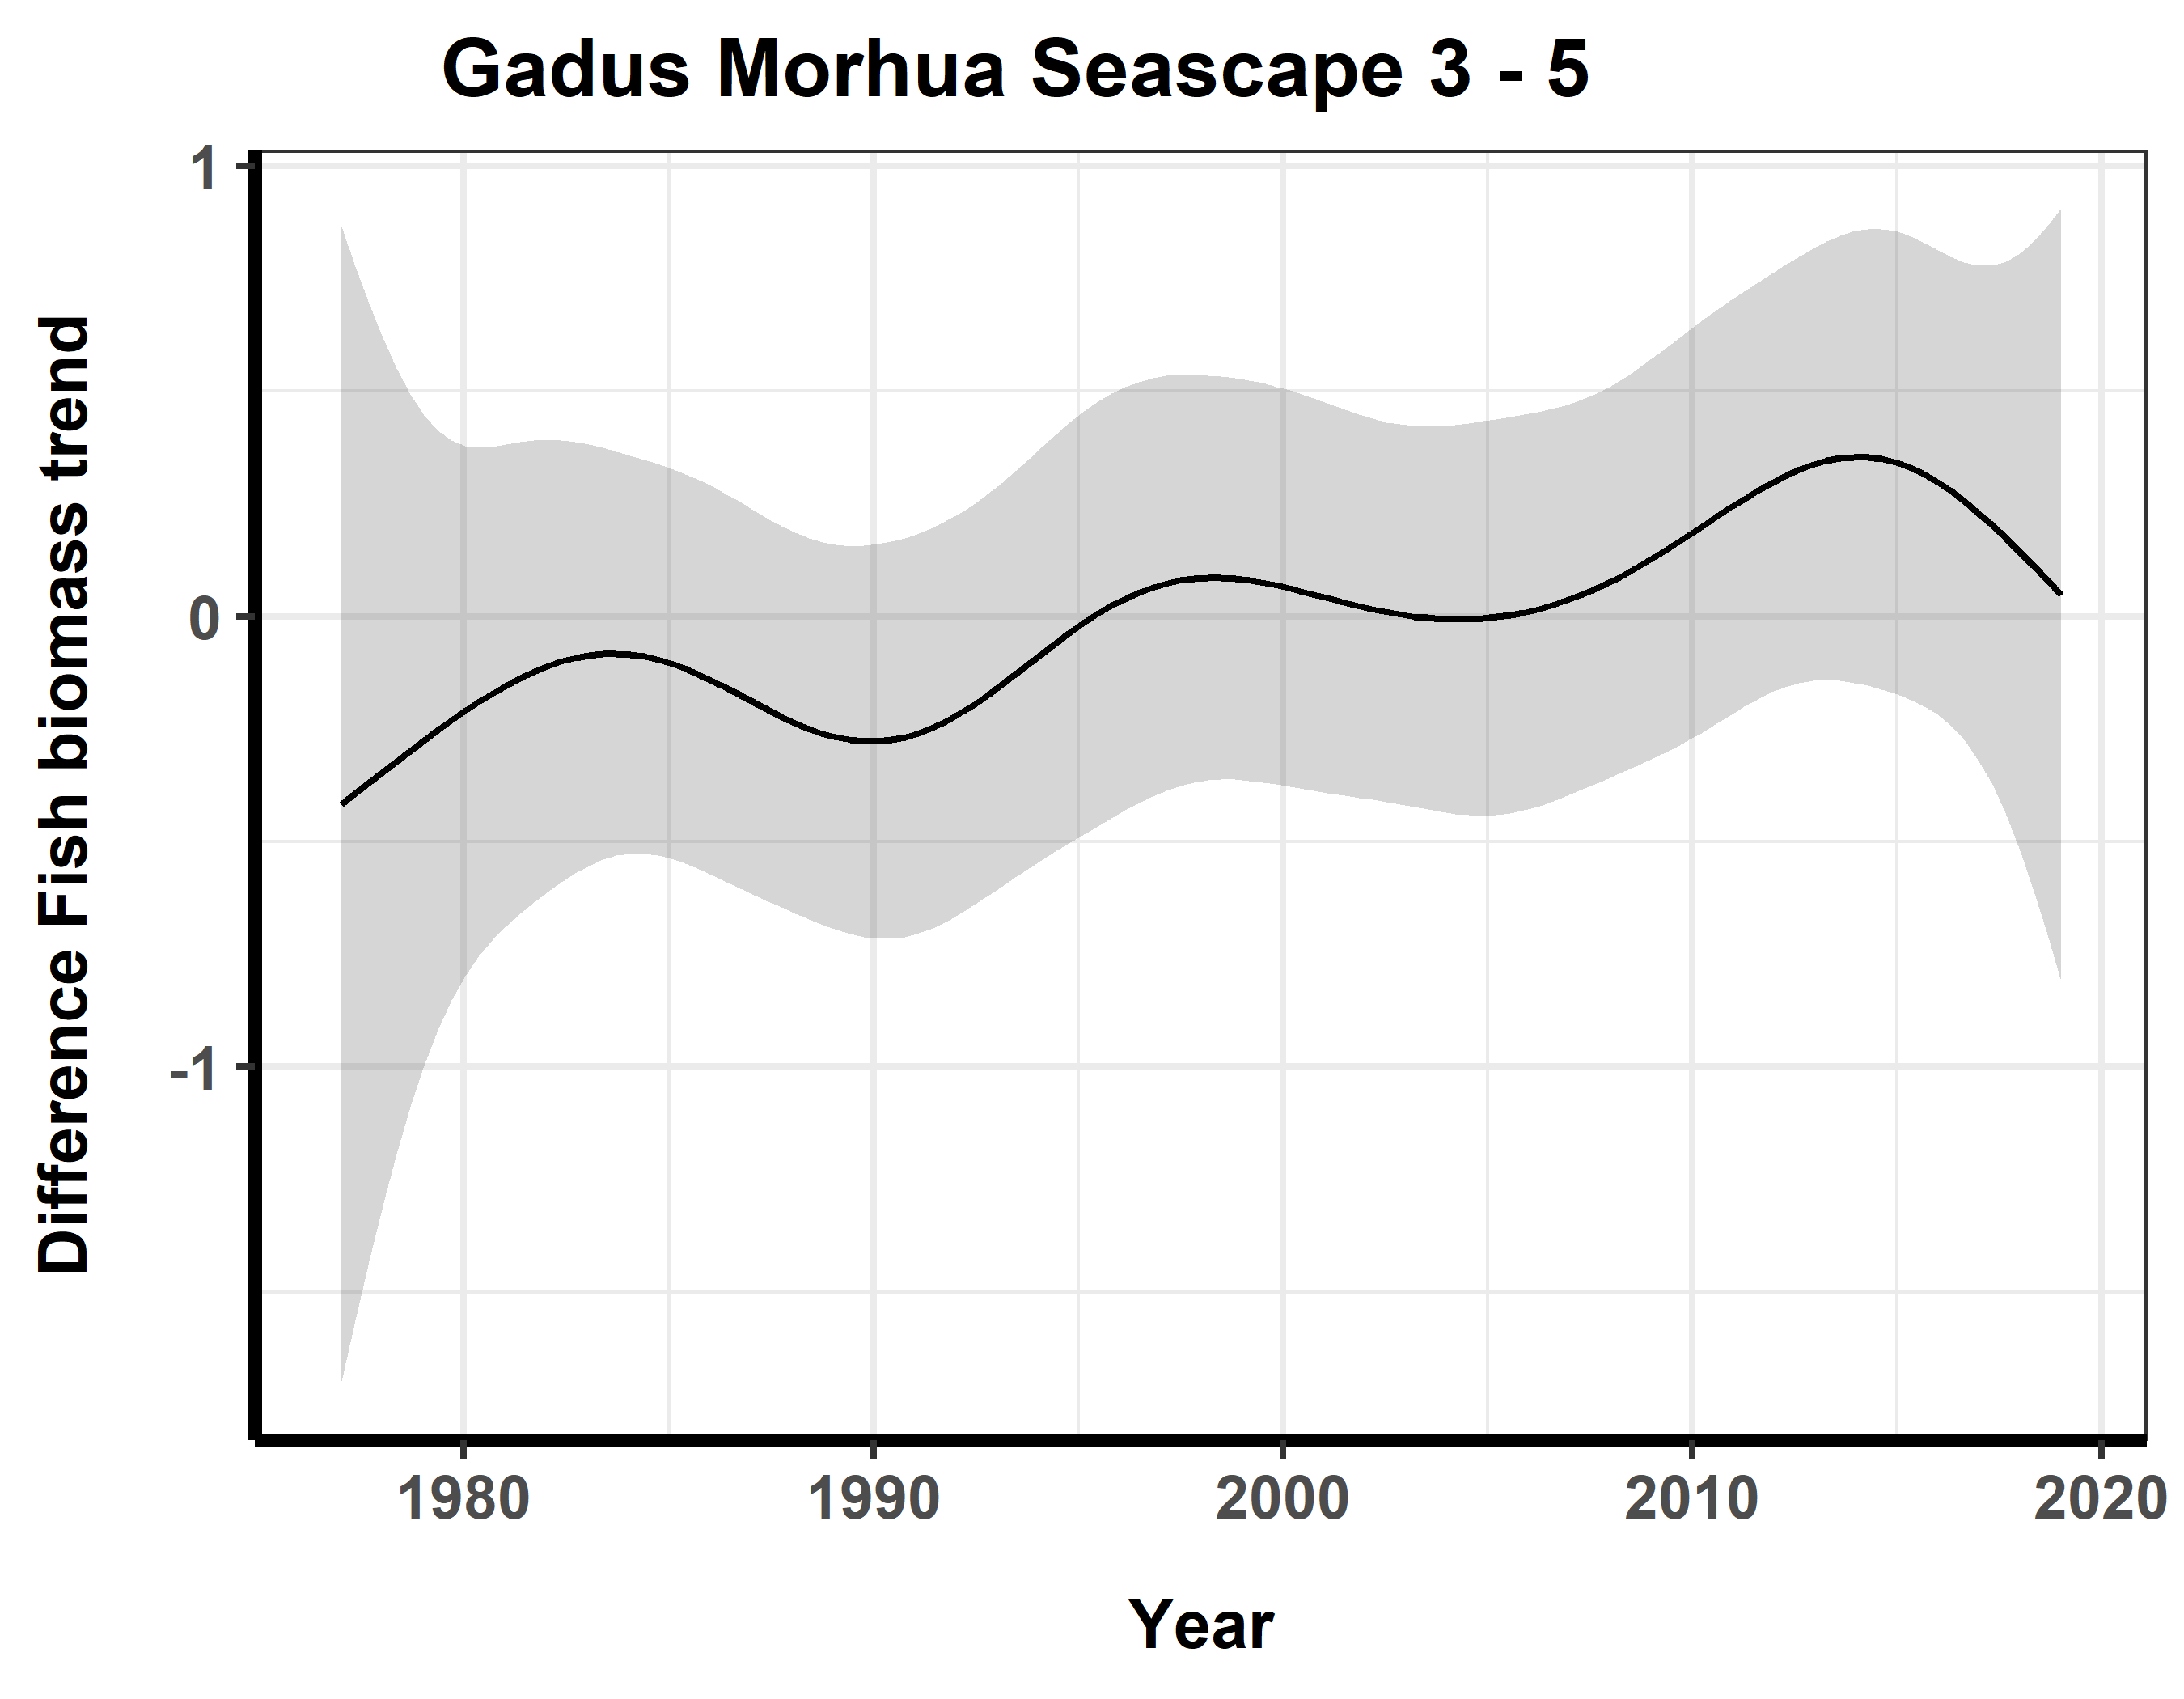 Gadus Morhua Seascape 3 - 5
Difference Fish biomass trend
1
0
-1
1980 1990 2000 2010 2020
Year